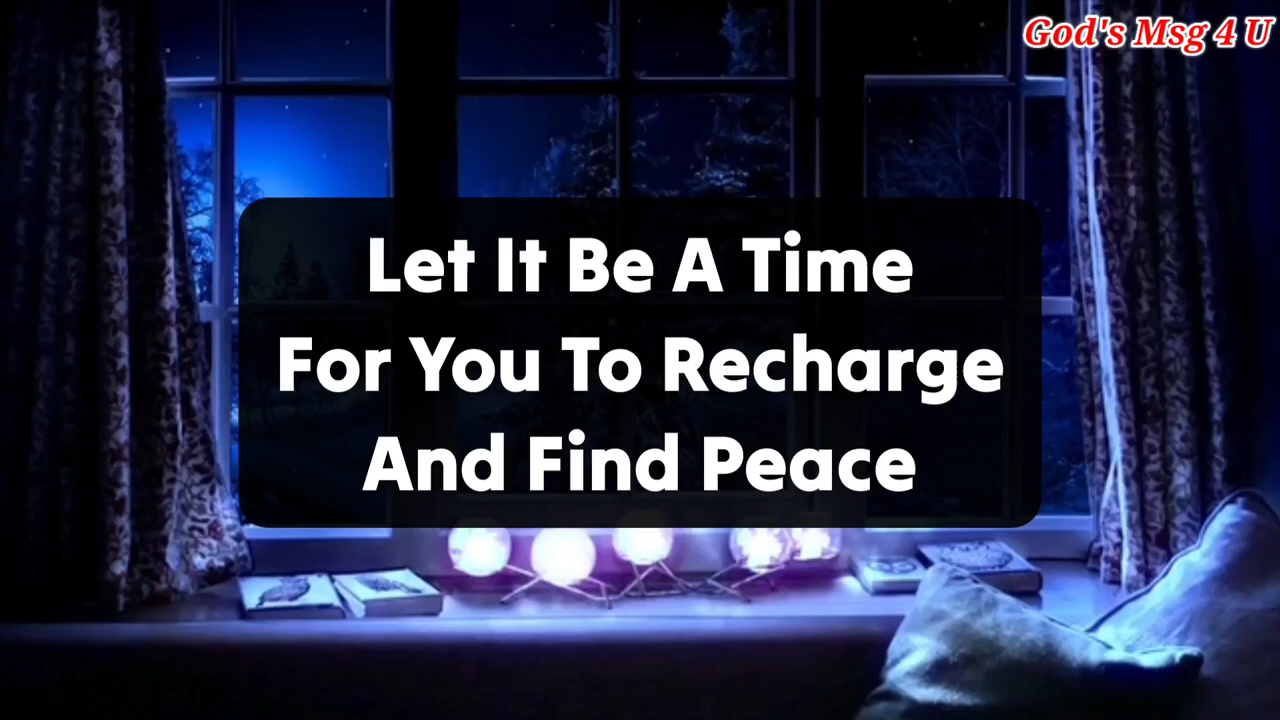 God's Msg 4 U
Let It Be A Time
For You To Recharge
And Find Peace